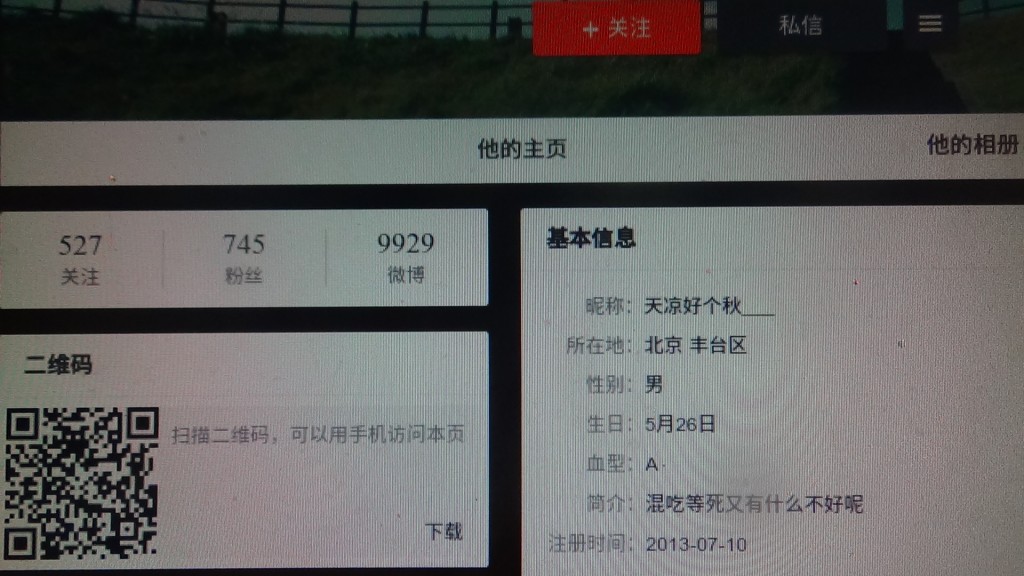 + 关注
私信
他的主页
他的相册
527
关注
745
粉丝
9929
微博
二维码
扫描二维码，可以用手机访问本页
下载
基本信息
昵称：天凉好个秋___
所在地：北京 丰台区
性别：男
生日：5月26日
血型：A
简介：混吃等死又有什么不好呢
注册时间：2013-07-10